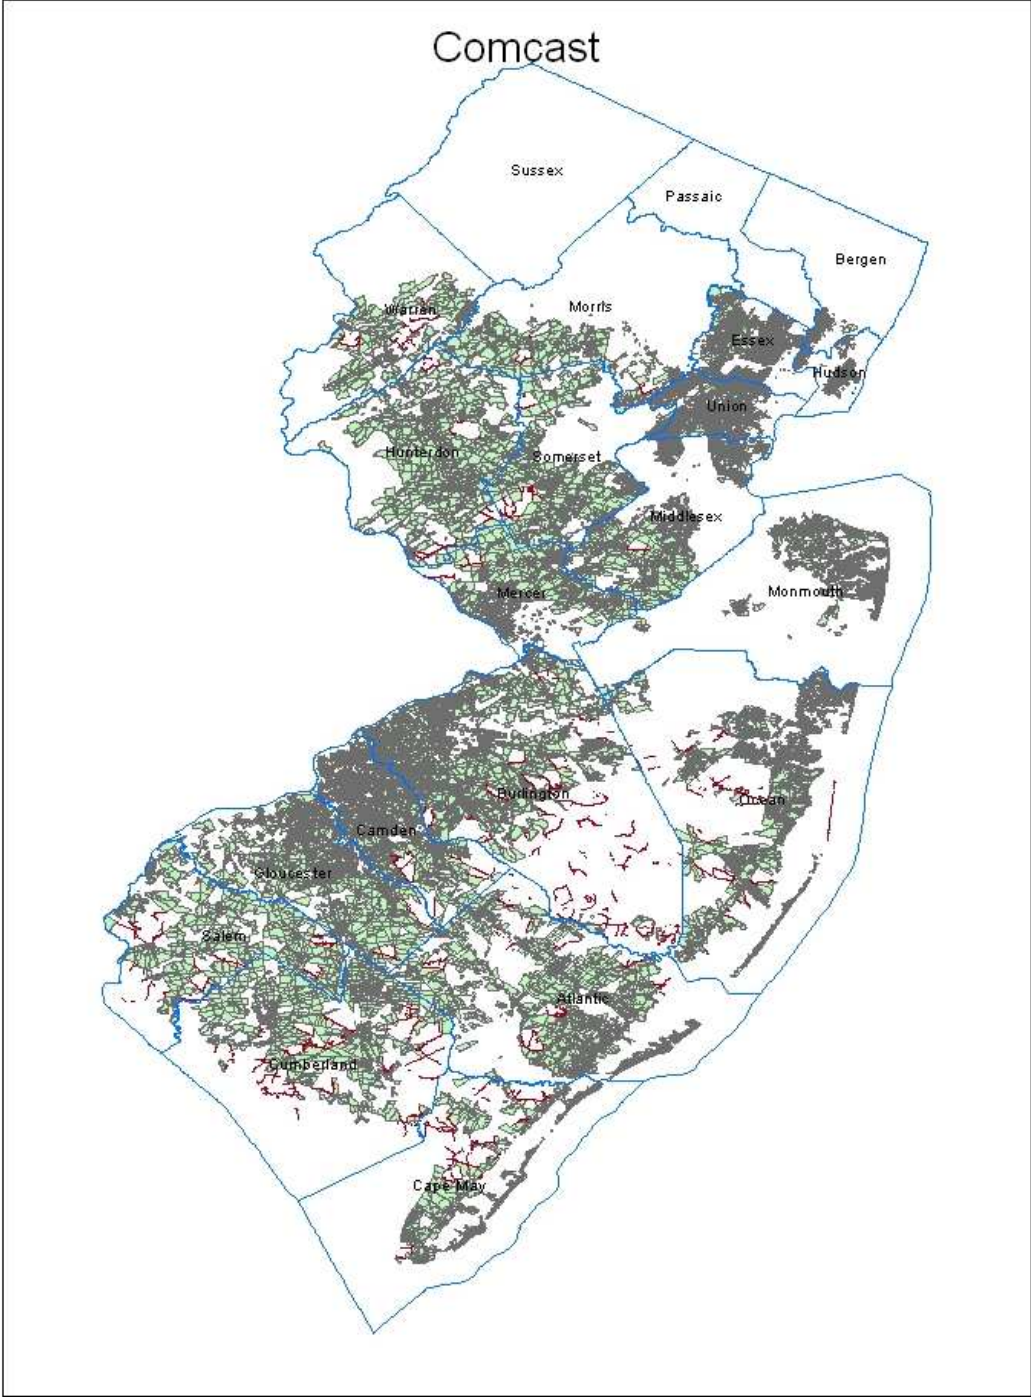 Comcast
Sussex
Passaic
Bergen
Morris
Warren
Essex
Hudson
Union
Hunterdon
Somerset
Middlesex
Mercer
Monmouth
Burlington
Ocean
Camden
Gloucester
Salem
Atlantic
Cumberland
Cape May